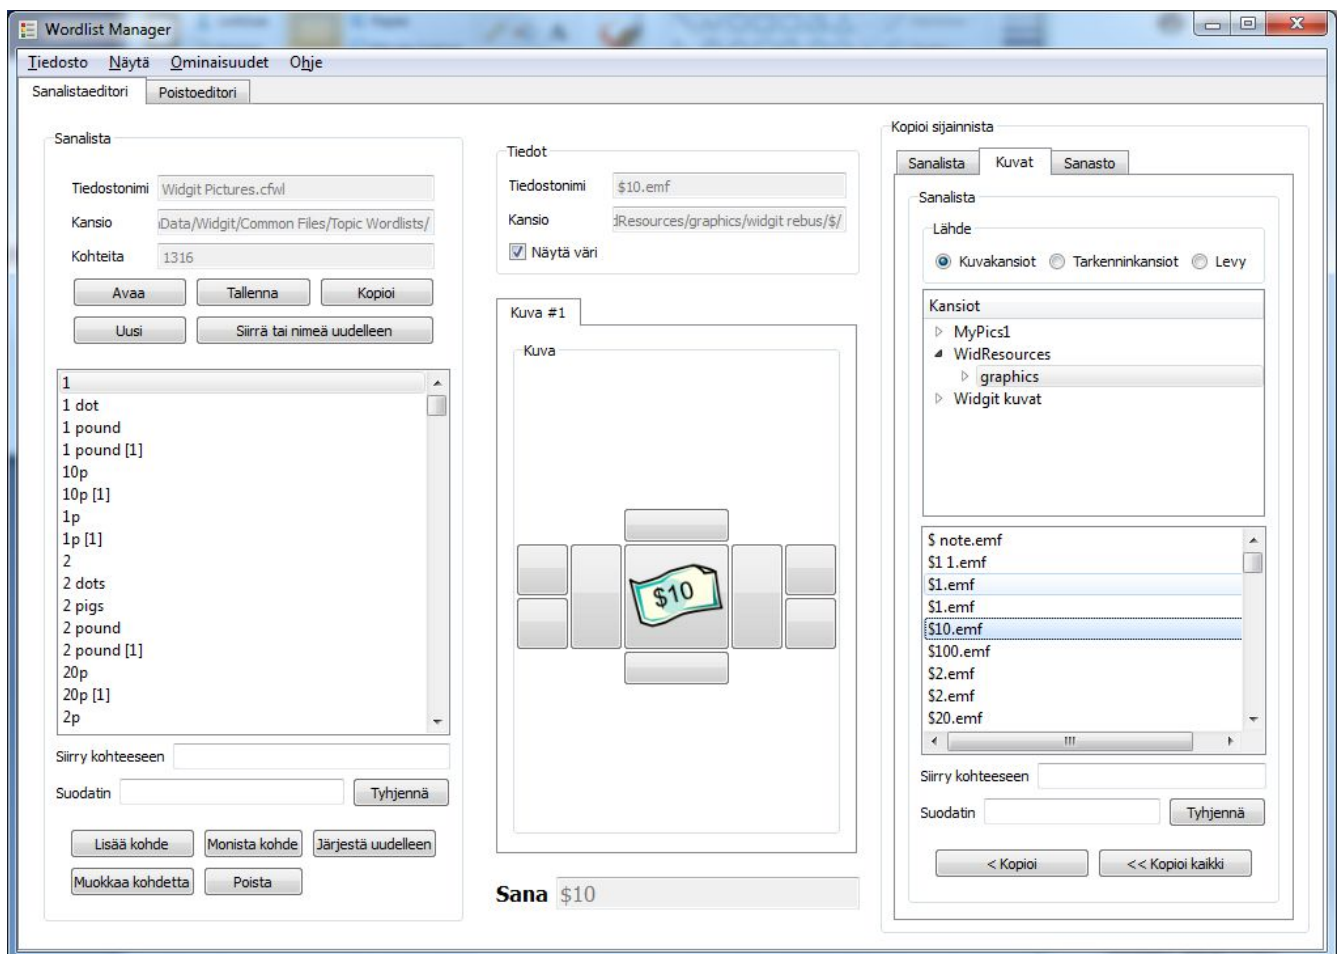 Wordlist Manager
Tiedosto Näytä Ominaisuudet Ohje
Sanalistaeditori Poistoeditori
Sanalista
Tiedostonimi Widgit Pictures.cfwl
Kansio Data/Widgit/Common Files/Topic Wordlists/
Kohteita 1316
Avaa Tallenna Kopioi
Uusi Siirrä tai nimeä uudelleen
1
1 dot
1 pound
1 pound [1]
10p
10p [1]
1p
1p [1]
2
2 dots
2 pigs
2 pound
2 pound [1]
20p
20p [1]
2p
Siirry kohteeseen
Suodatin Tyhjennä
Lisää kohde Monista kohde Järjestä uudelleen
Muokkaa kohdetta Poista
Tiedot
Tiedostonimi $10.emf
Kansio dResources/graphics/widgit rebus/$/
Näytä väri
Kuva #1
Kuva
$10
Sana $10
Kopioi sijainnista
Sanalista Kuvat Sanasto
Sanalista
Lähde
Kuvakansiot Tarkenninkansiot Levy
Kansiot
MyPics1
WidResources
graphics
Widgit kuvat
$ note.emf
$1 1.emf
$1.emf
$1.emf
$10.emf
$100.emf
$2.emf
$2.emf
$20.emf
Siirry kohteeseen
Suodatin Tyhjennä
< Kopioi << Kopioi kaikki